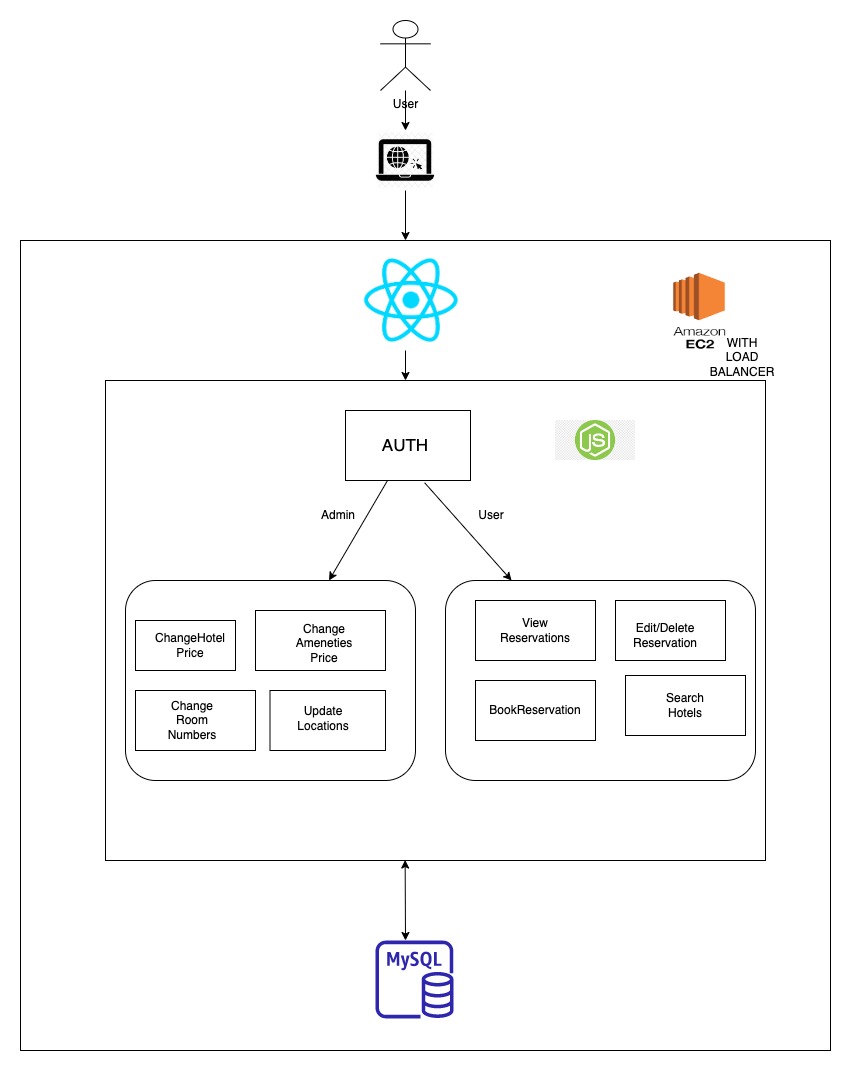 User
Amazon
EC2
WITH
LOAD
BALANCER
AUTH
JS
Admin
User
ChangeHotel
Price
Change
Ameneties
Price
Change
Room
Numbers
Update
Locations
View
Reservations
Edit/Delete
Reservation
BookReservation
Search
Hotels
MySQL